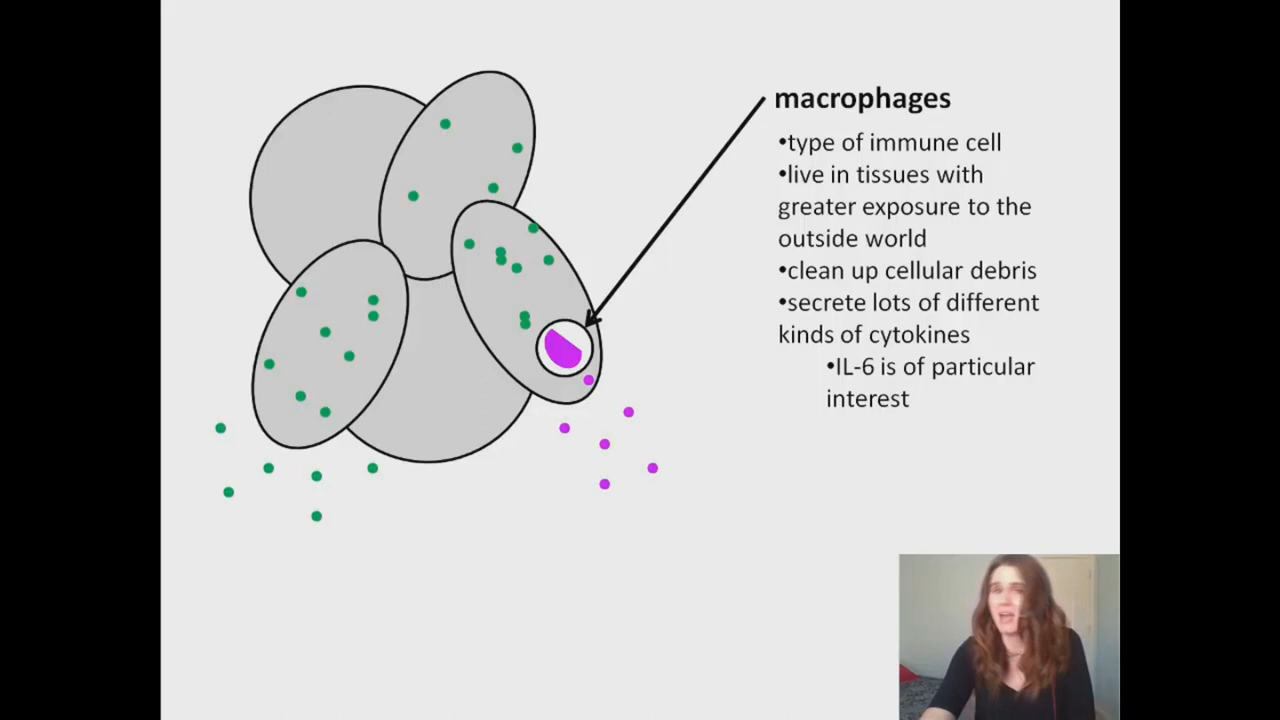 macrophages
•type of immune cell
•live in tissues with
greater exposure to the
outside world
•clean up cellular debris
•secrete lots of different
kinds of cytokines
•IL-6 is of particular
interest